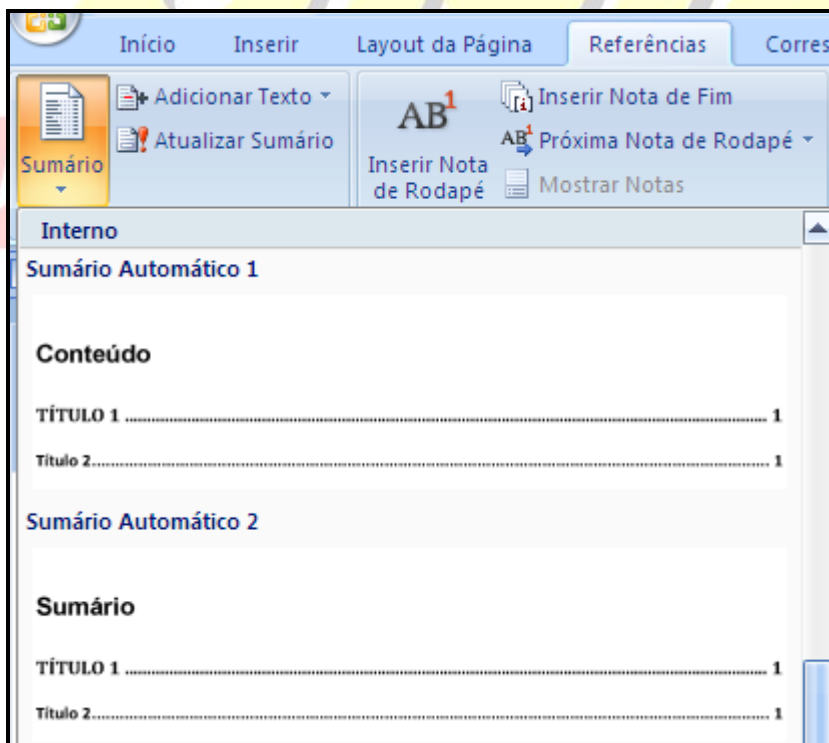 Início Inserir Layout da Página Referências Corres
Sumário
Adicionar Texto
Atualizar Sumário
AB1
Inserir Nota
de Rodapé
Inserir Nota de Fim
AB1 Próxima Nota de Rodapé
Mostrar Notas
Interno
Sumário Automático 1
Conteúdo
TÍTULO 1 ........................................ 1
Título 2........................................ 1
Sumário Automático 2
Sumário
TÍTULO 1 ........................................ 1
Título 2........................................ 1